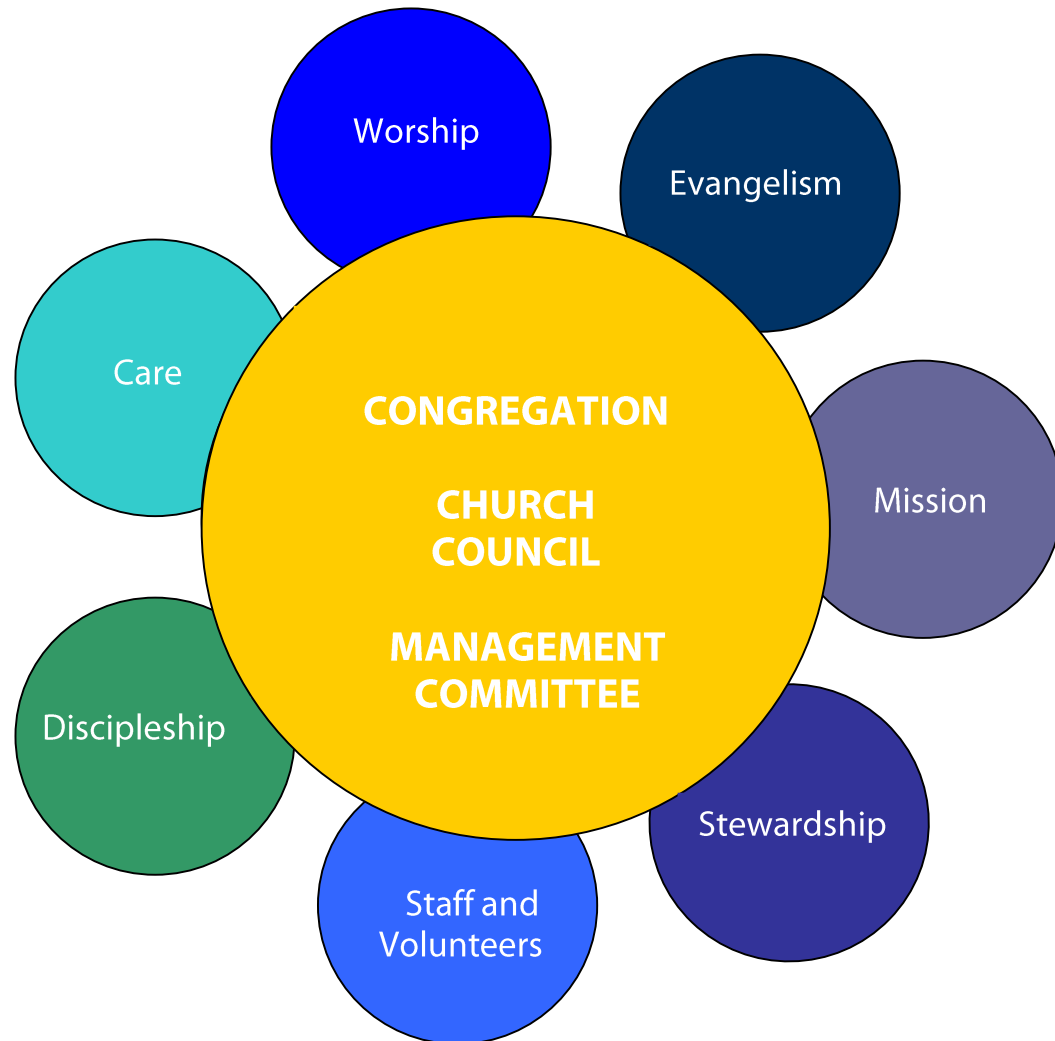 Worship
Evangelism
Care
CONGREGATION
CHURCH
COUNCIL
Mission
MANAGEMENT
COMMITTEE
Discipleship
Stewardship
Staff and
Volunteers